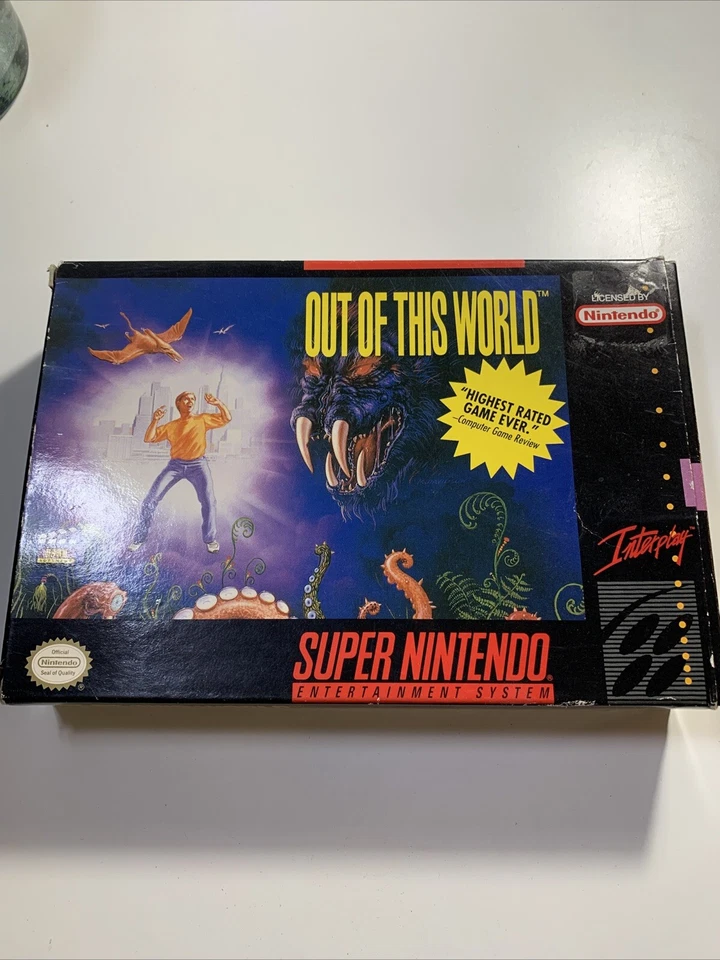 OUT OF THIS WORLD™
LICENSED BY
Nintendo®
"HIGHEST RATED
GAME EVER."
—Computer Game Review
Interplay™
Official
Nintendo
Seal of Quality
®
SUPER NINTENDO®
ENTERTAINMENT SYSTEM